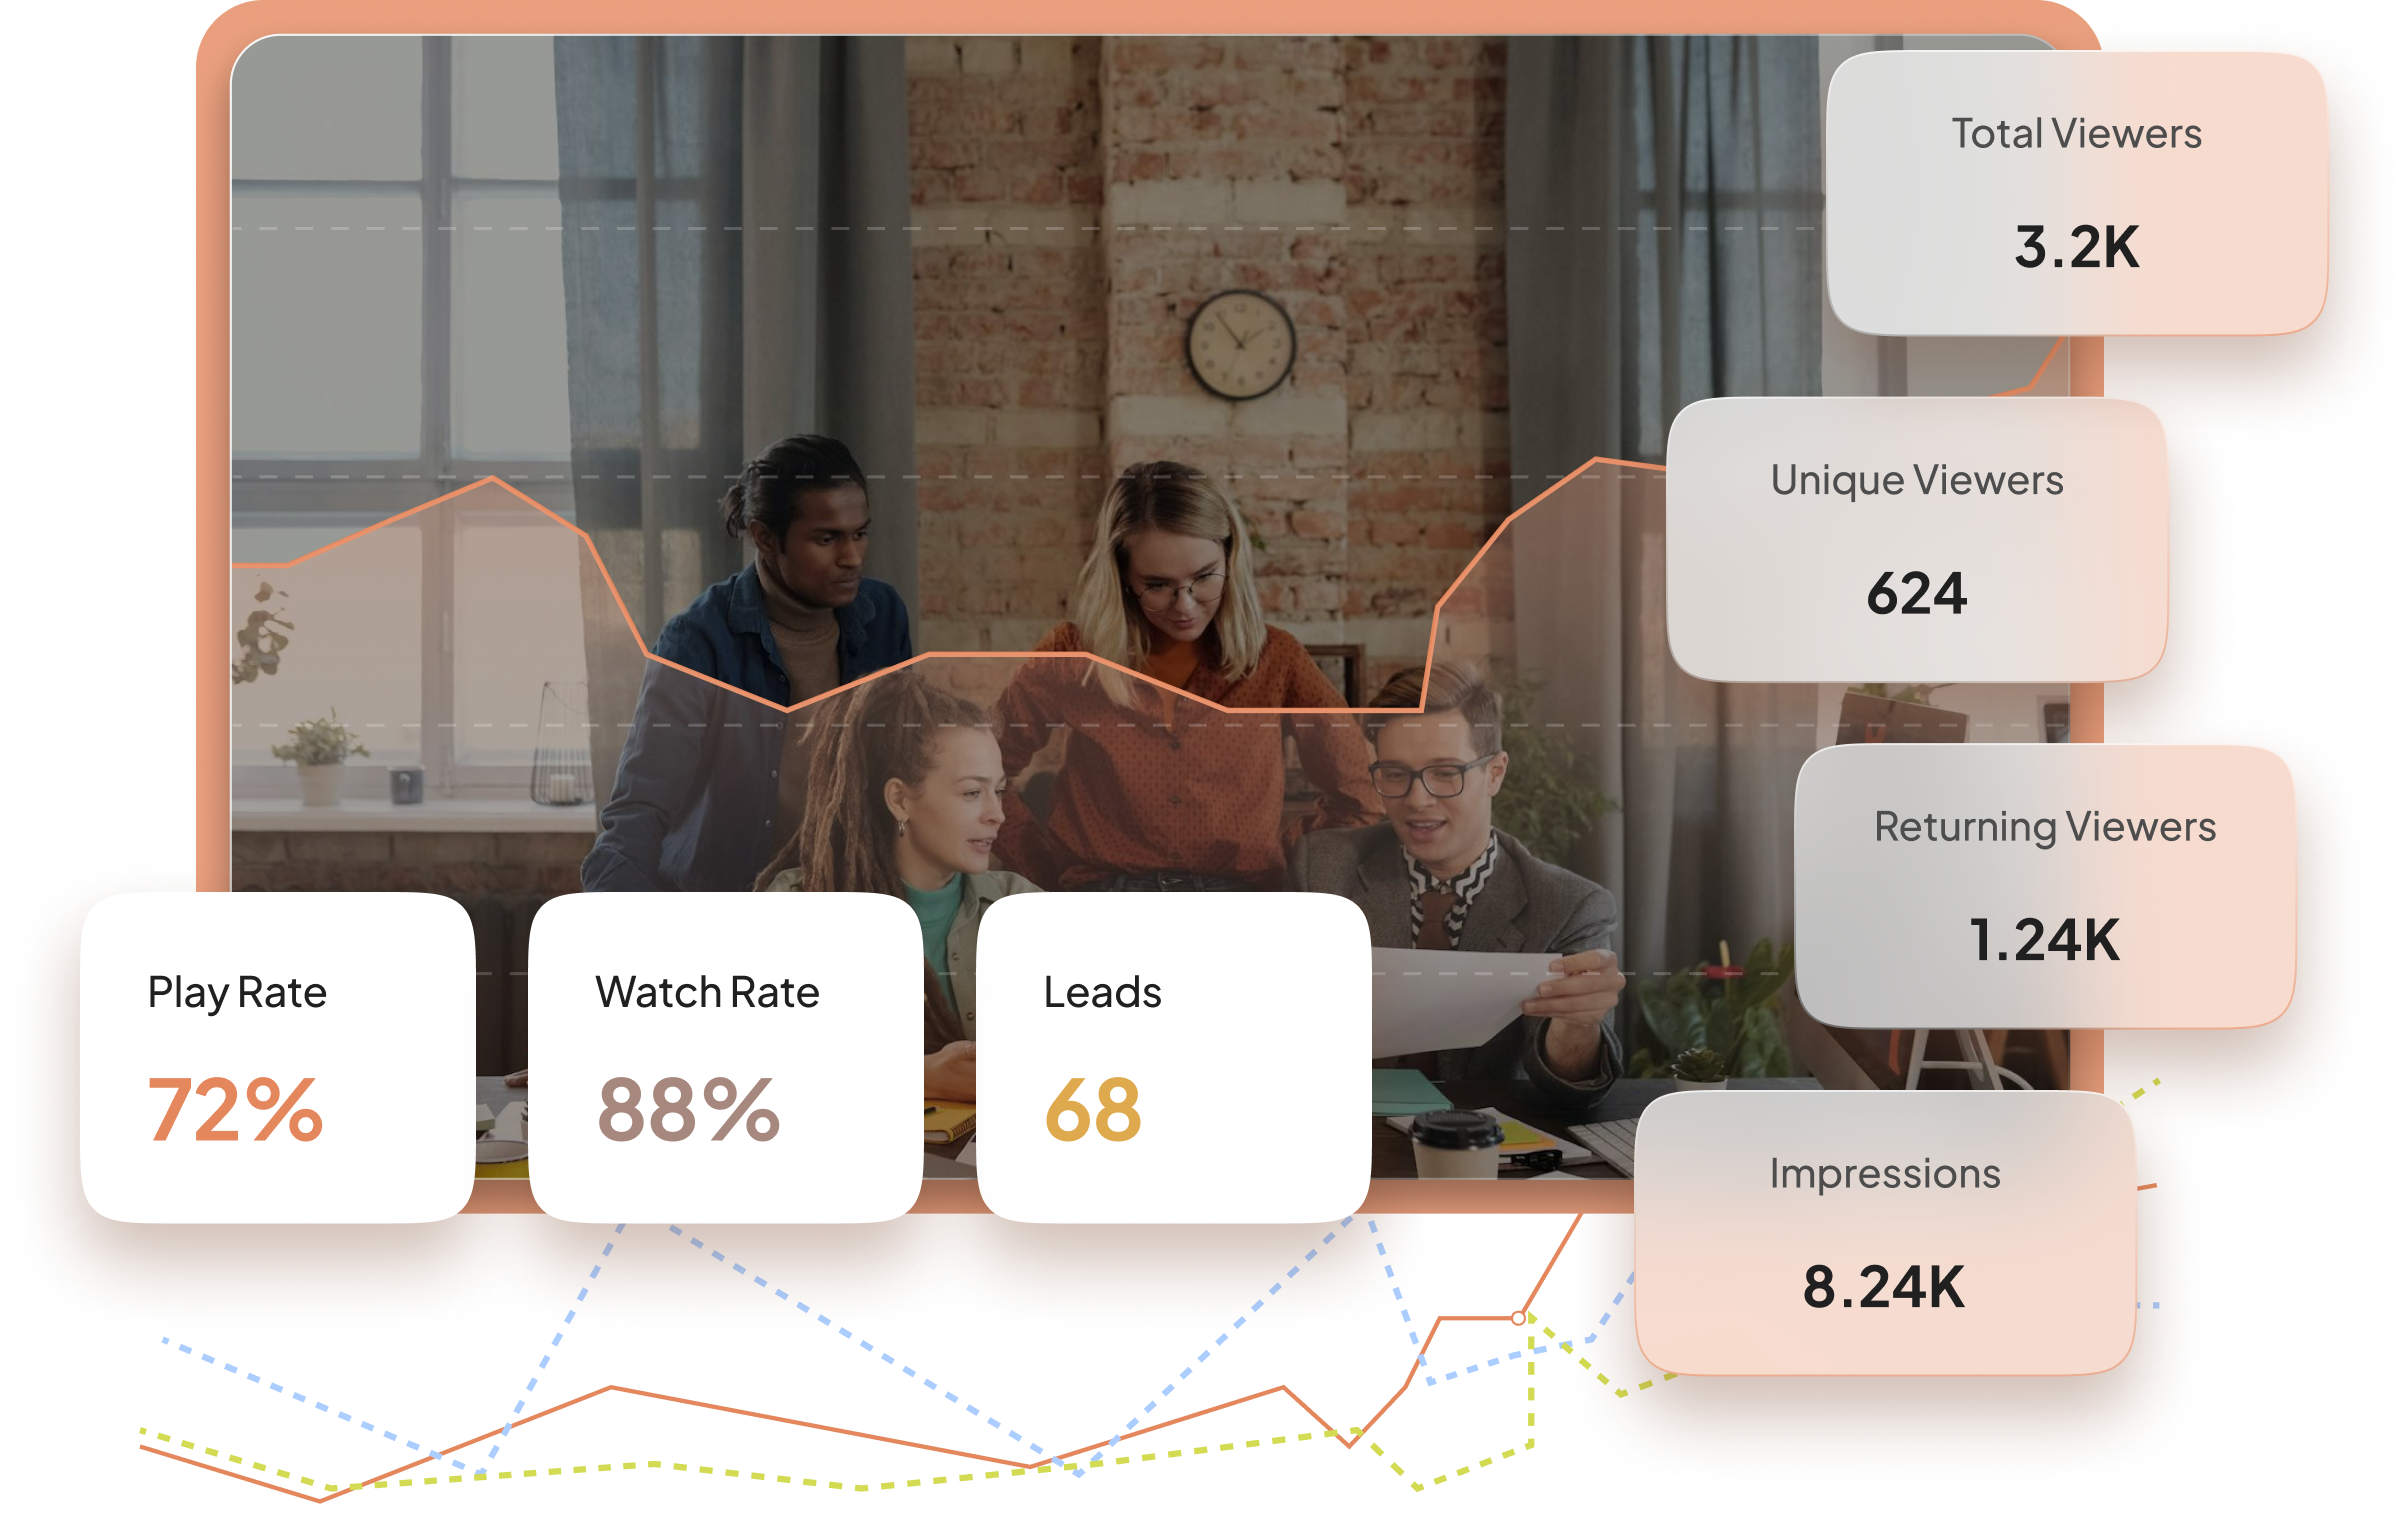 Total Viewers
3.2K
Unique Viewers
624
Returning Viewers
1.24K
Play Rate
72%
Watch Rate
88%
Leads
68
Impressions
8.24K